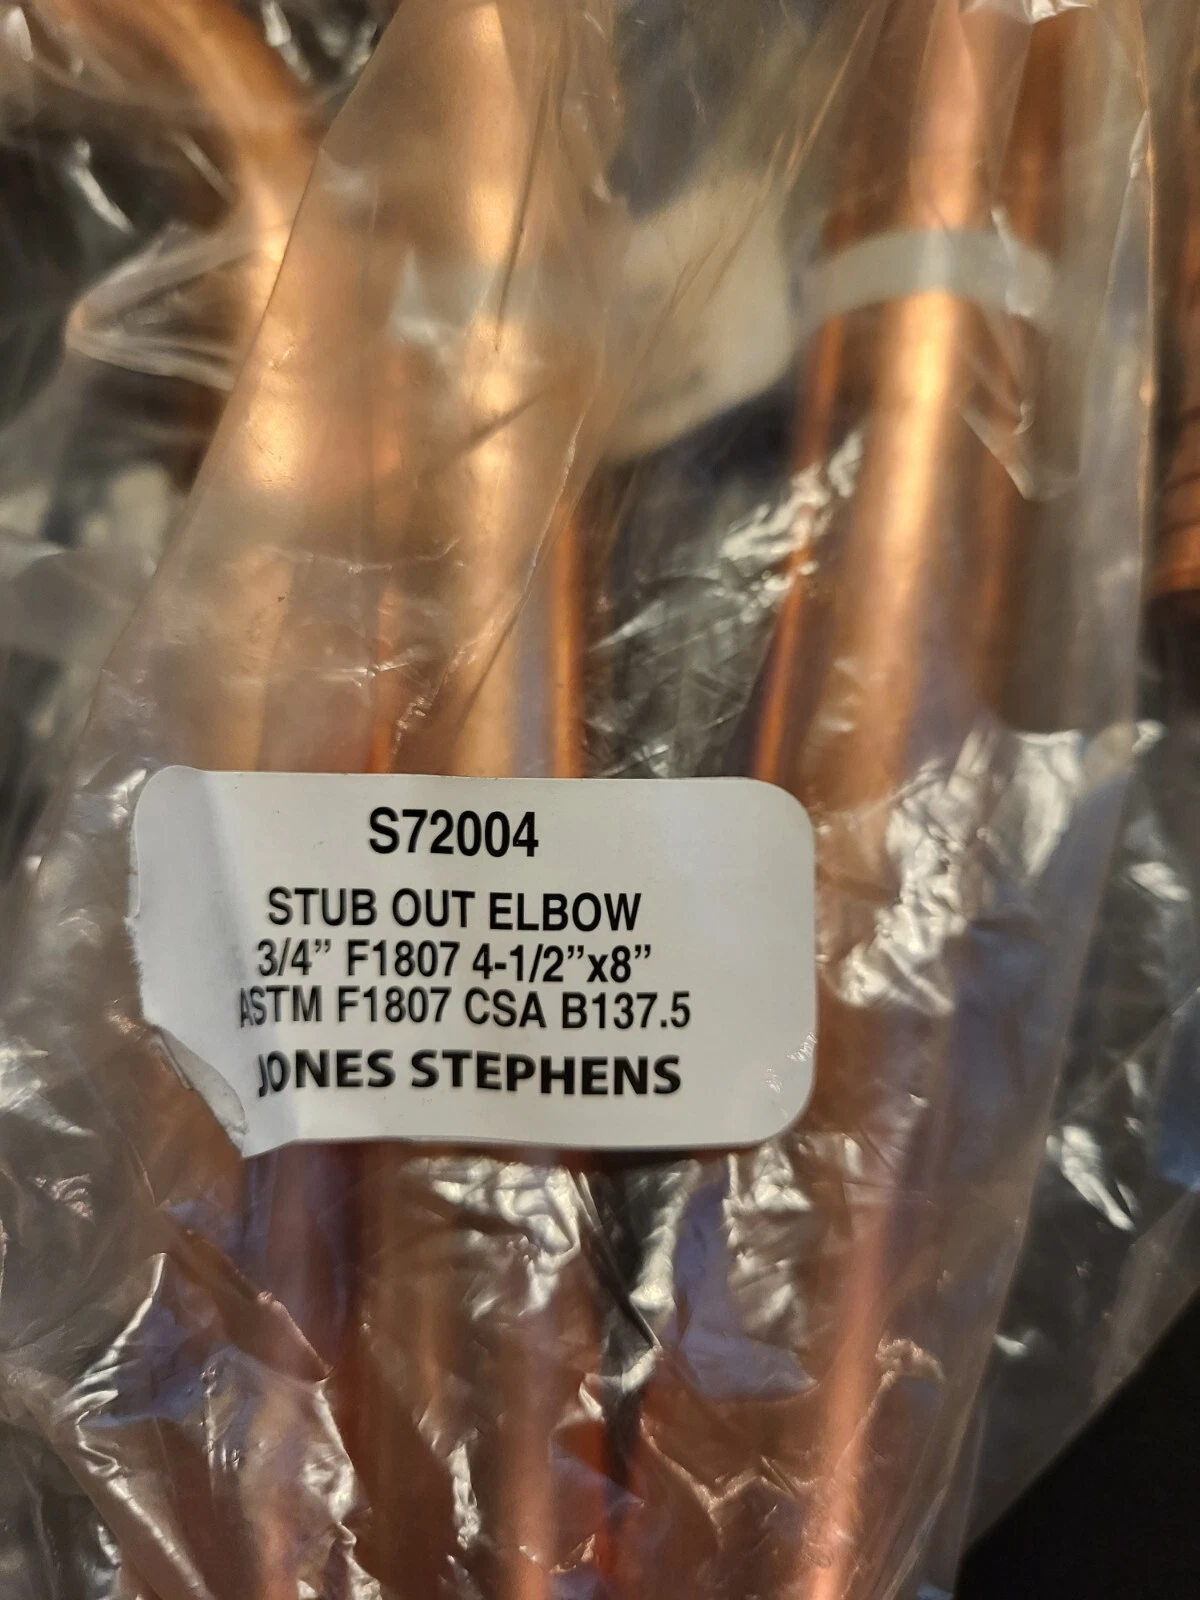 S72004
STUB OUT ELBOW
3/4” F1807 4-1/2”x8”
ASTM F1807 CSA B137.5
JONES STEPHENS